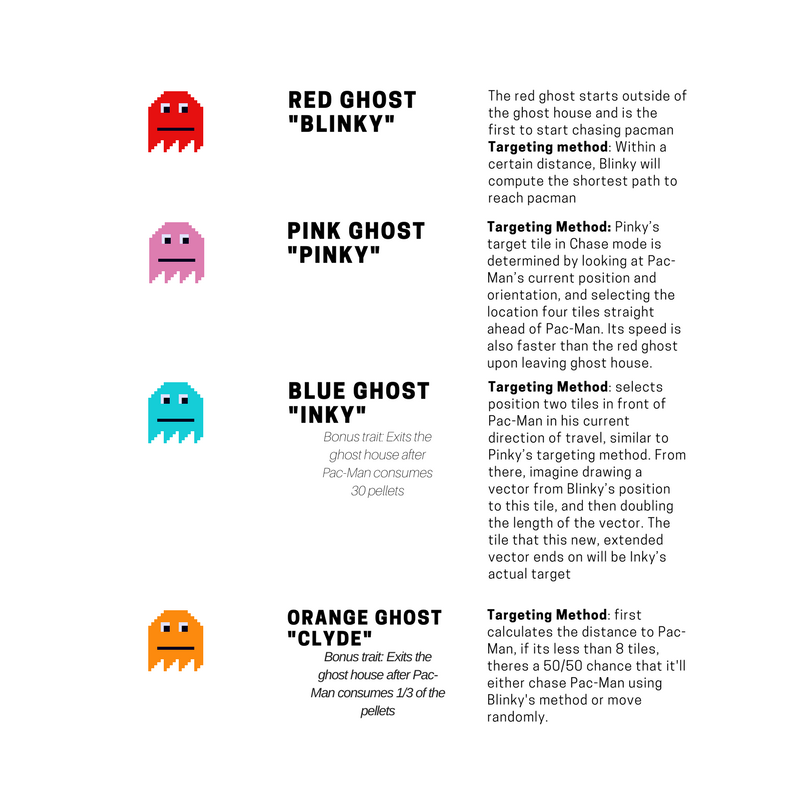 RED GHOST
"BLINKY"
The red ghost starts outside of
the ghost house and is the
first to start chasing pacman
Targeting method: Within a
certain distance, Blinky will
compute the shortest path to
reach pacman
PINK GHOST
"PINKY"
Targeting Method: Pinky's
target tile in Chase mode is
determined by looking at Pac-
Man's current position and
orientation, and selecting the
location four tiles straight
ahead of Pac-Man. Its speed is
also faster than the red ghost
upon leaving ghost house.
BLUE GHOST
"INKY"
Bonus trait: Exits the
ghost house after
Pac-Man consumes
30 pellets
Targeting Method: selects
position two tiles in front of
Pac-Man in his current
direction of travel, similar to
Pinky's targeting method. From
there, imagine drawing a
vector from Blinky's position
to this tile, and then doubling
the length of the vector. The
tile that this new, extended
vector ends on will be Inky's
actual target
ORANGE GHOST
"CLYDE"
Bonus trait: Exits the
ghost house after Pac-
Man consumes 1/3 of the
pellets
Targeting Method: first
calculates the distance to Pac-
Man, if its less than 8 tiles,
theres a 50/50 chance that it'll
either chase Pac-Man using
Blinky's method or move
randomly.